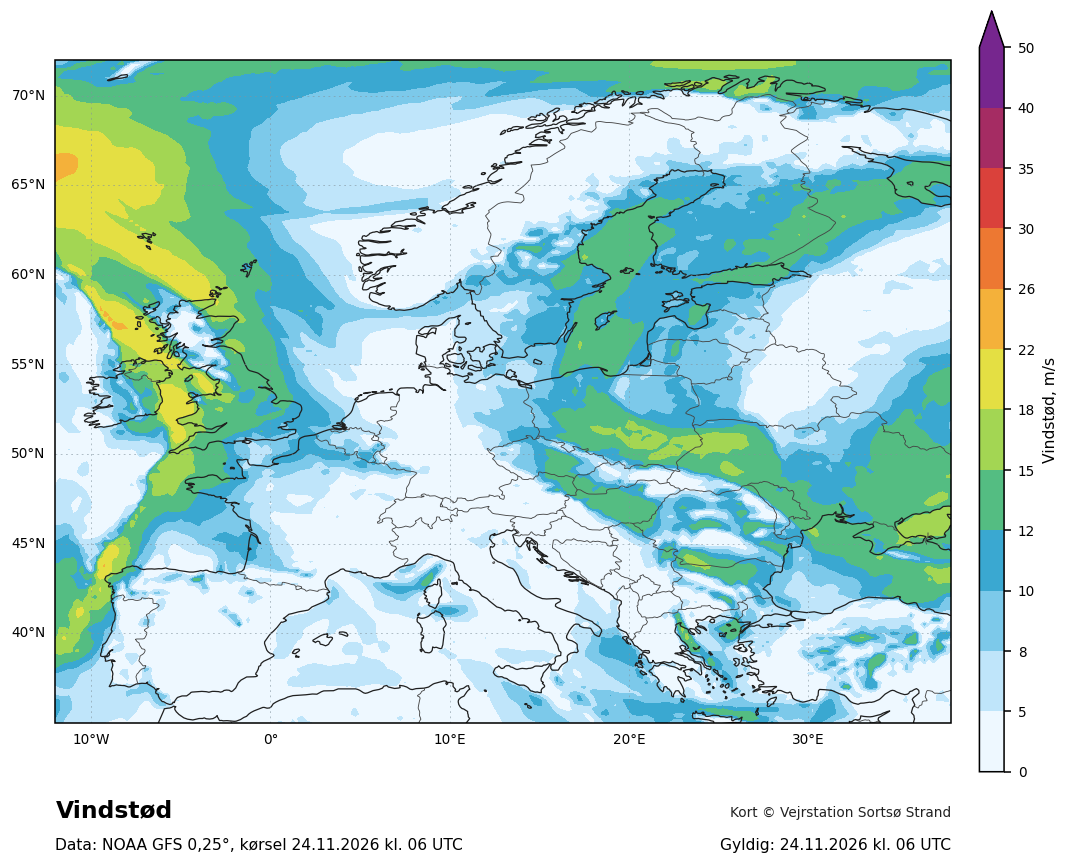 70°N
65°N
60°N
55°N
50°N
45°N
40°N
10°W
0°
10°E
20°E
30°E
50
40
35
30
26
22
18
15
12
10
8
5
0
Vindstød, m/s
Vindstød
Kort © Vejrstation Sortsø Strand
Data: NOAA GFS 0,25°, kørsel 24.11.2026 kl. 06 UTC
Gyldig: 24.11.2026 kl. 06 UTC